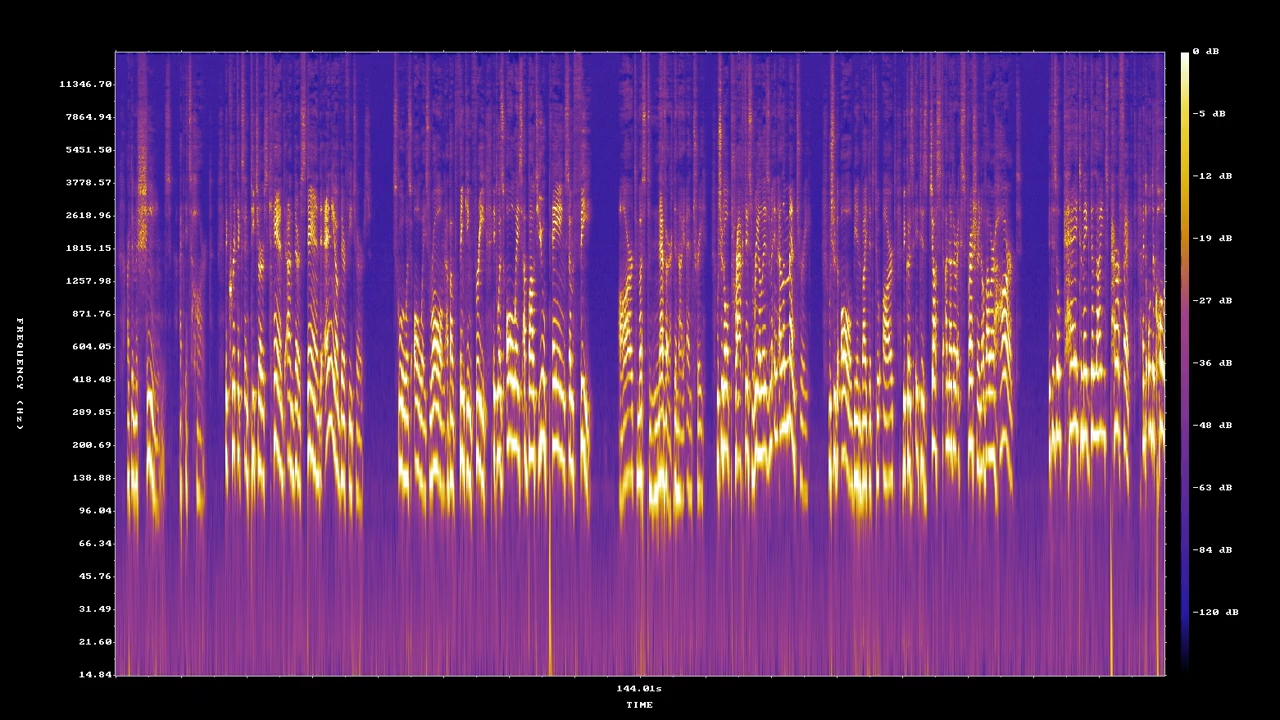 0 dB
11346.70
7864.94
-5 dB
5451.50
-12 dB
3778.57
2618.96
-19 dB
1815.15
1257.98
-27 dB
871.76
604.05
-36 dB
418.48
289.85
-48 dB
200.69
138.88
-63 dB
96.04
66.34
-84 dB
45.76
31.49
-120 dB
21.60
14.84
FREQUENCY (Hz)
144.01s
TIME